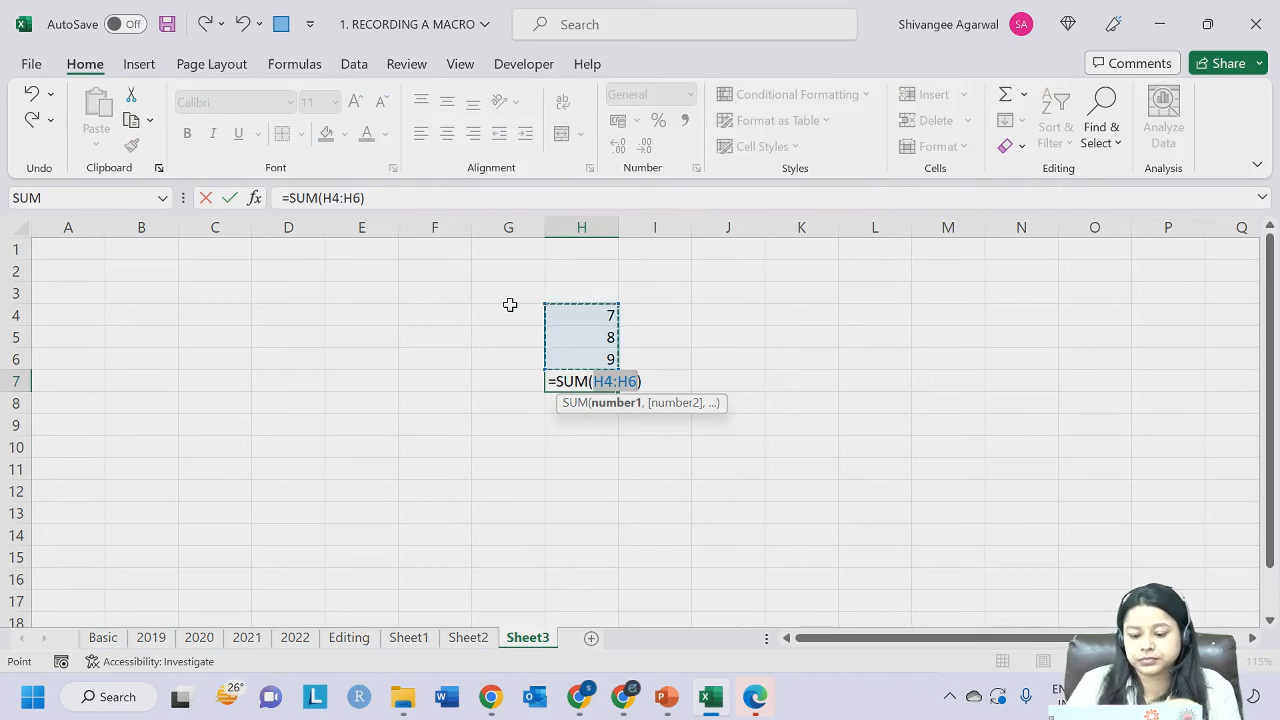 AutoSave Off 1. RECORDING A MACRO Search Shivangee Agarwal SA
File Home Insert Page Layout Formulas Data Review View Developer Help Comments Share
Calibri 11 General Conditional Formatting Insert
Paste B I U Format as Table Delete Sort & Filter Find & Select Analyze Data
Cell Styles Format
Undo Clipboard Font Alignment Number Styles Cells Editing Analysis
SUM fx =SUM(H4:H6)
A B C D E F G H I J K L M N O P Q
1
2
3
4 7
5 8
6 9
7 =SUM(H4:H6)
8 SUM(number1, [number2], ...)
9
10
11
12
13
14
15
16
17
18
Basic 2019 2020 2021 2022 Editing Sheet1 Sheet2 Sheet3
Point Accessibility: Investigate 115%
Search 26° EN